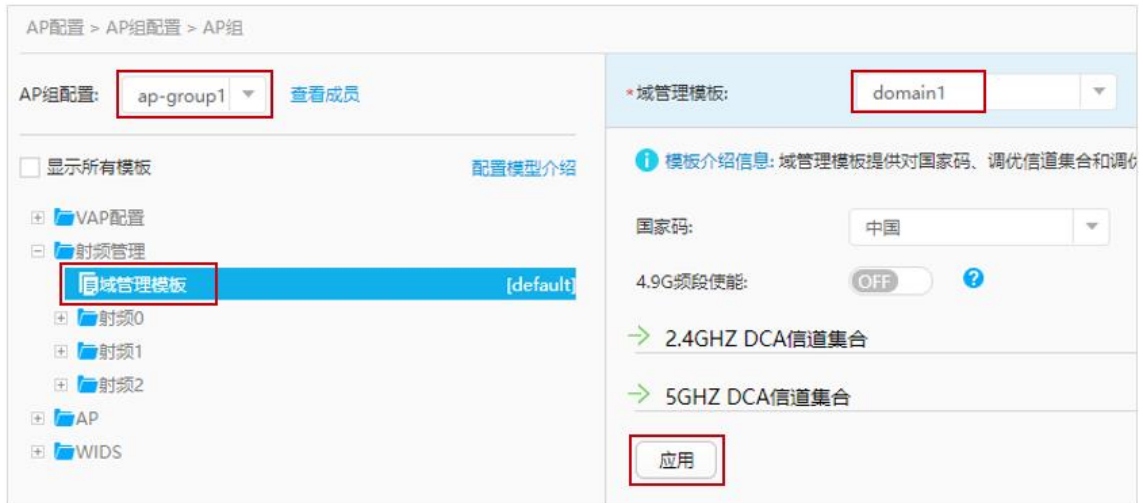 AP配置 > AP组配置 > AP组
AP组配置: ap-group1 查看成员
显示所有模板 配置模型介绍
VAP配置
射频管理
域管理模板 [default]
射频0
射频1
射频2
AP
WIDS
*域管理模板: domain1
模板介绍信息: 域管理模板提供对国家码、调优信道集合和调优
国家码: 中国
4.9G频段使能: OFF
2.4GHZ DCA信道集合
5GHZ DCA信道集合
应用